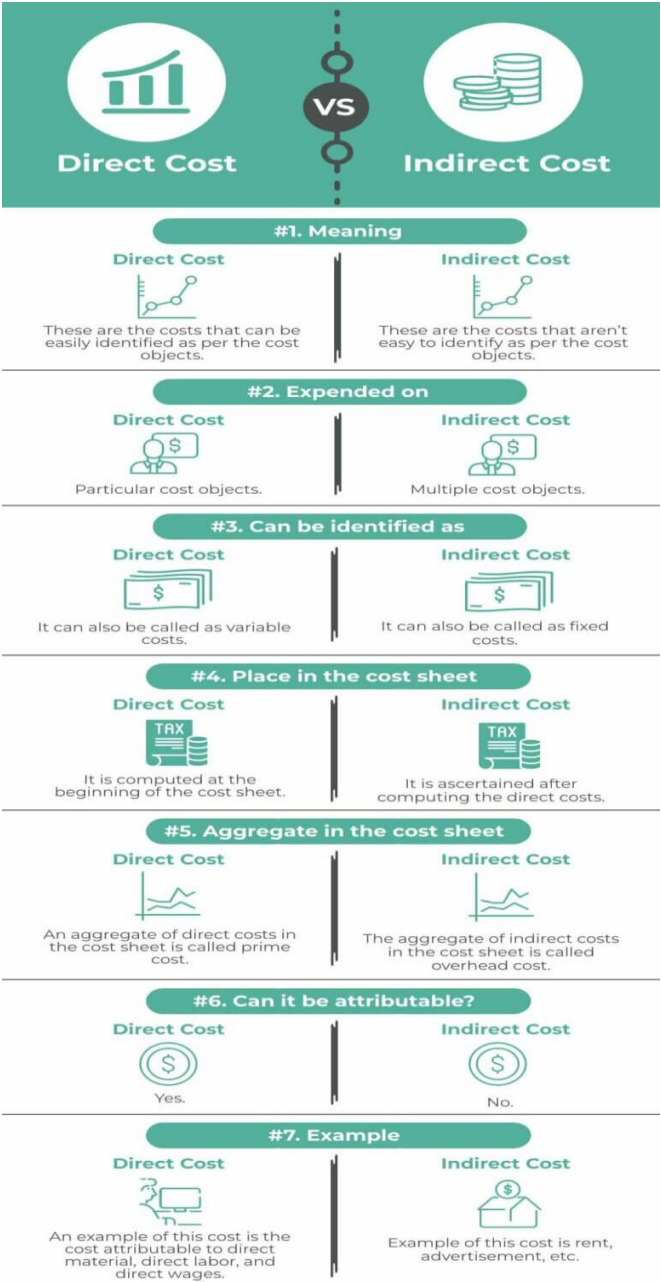 VS
Direct Cost
Indirect Cost
#1. Meaning
Direct Cost
These are the costs that can be
easily identified as per the cost
objects.
Indirect Cost
These are the costs that aren't
easy to identify as per the cost
objects.
#2. Expended on
Direct Cost
$
Particular cost objects.
Indirect Cost
$
Multiple cost objects.
#3. Can be identified as
Direct Cost
$
It can also be called as variable
costs.
Indirect Cost
$
It can also be called as fixed
costs.
#4. Place in the cost sheet
Direct Cost
TAX
It is computed at the
beginning of the cost sheet.
Indirect Cost
TAX
It is ascertained after
computing the direct costs.
#5. Aggregate in the cost sheet
Direct Cost
An aggregate of direct costs in
the cost sheet is called prime
cost.
Indirect Cost
The aggregate of indirect costs
in the cost sheet is called
overhead cost.
#6. Can it be attributable?
Direct Cost
$
Yes.
Indirect Cost
$
No.
#7. Example
Direct Cost
An example of this cost is the
cost attributable to direct
material, direct labor, and
direct wages.
Indirect Cost
$
Example of this cost is rent,
advertisement, etc.